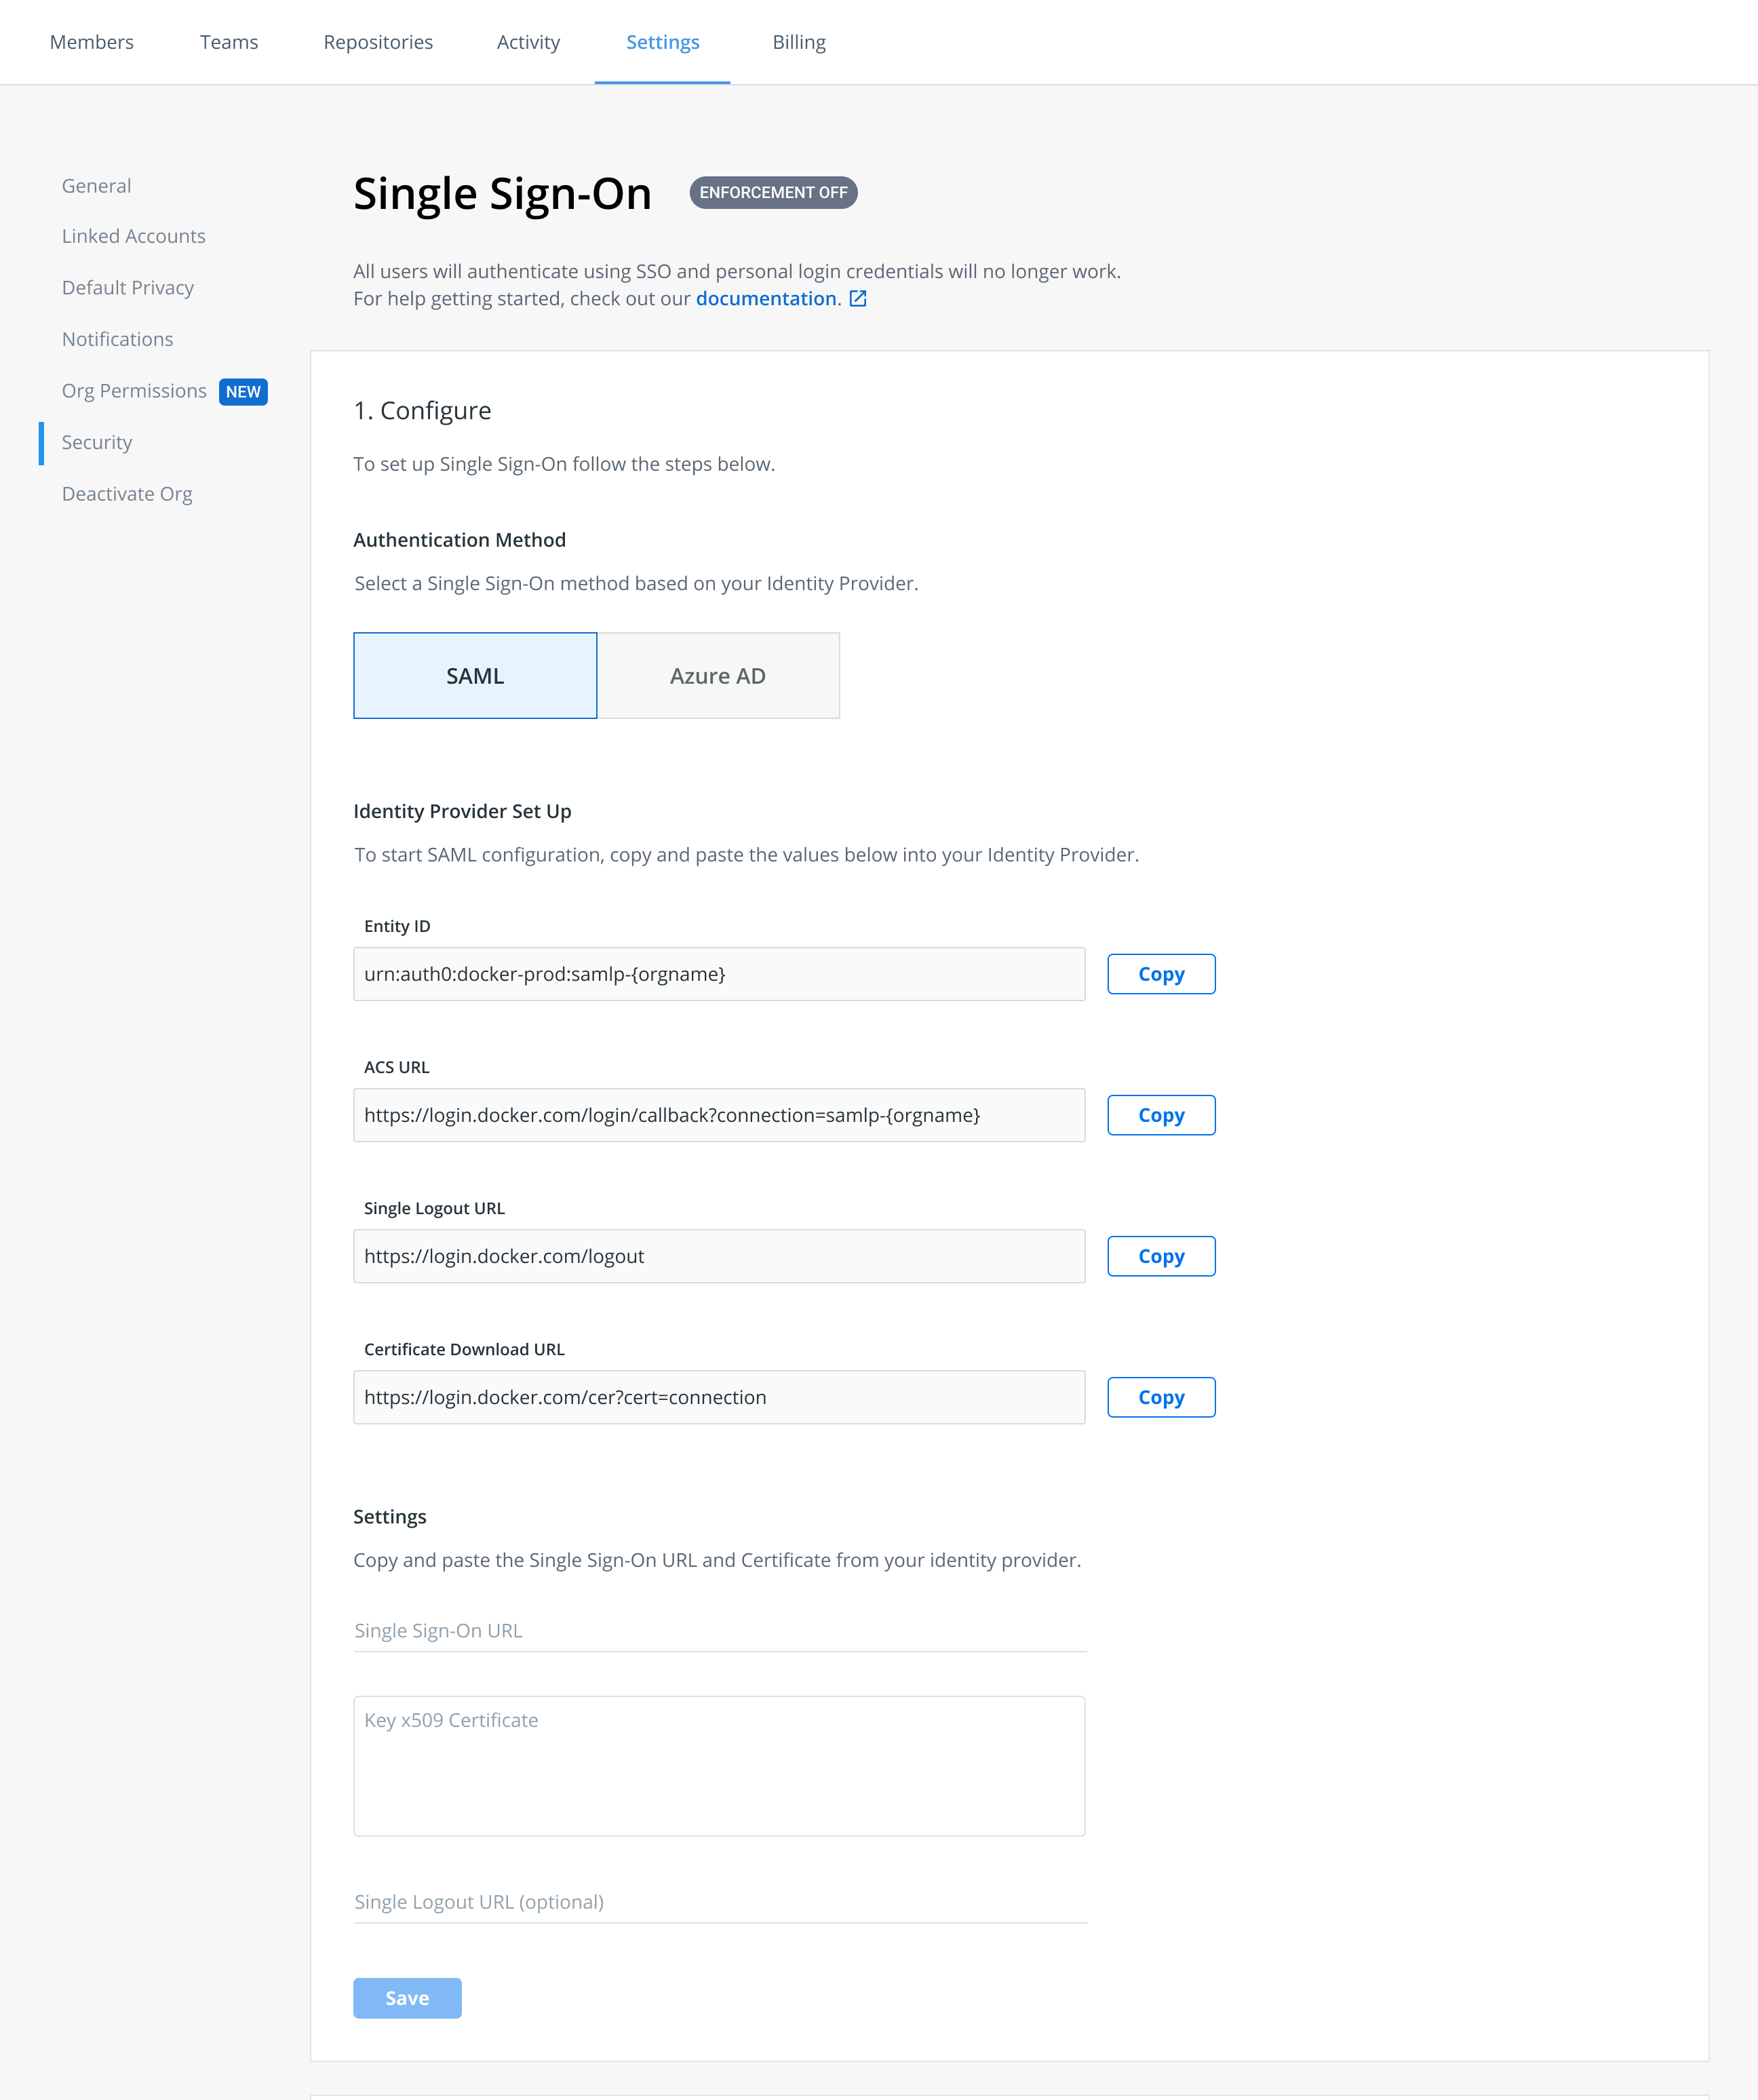 Members Teams Repositories Activity Settings Billing
General
Linked Accounts
Default Privacy
Notifications
Org Permissions NEW
Security
Deactivate Org
Single Sign-On ENFORCEMENT OFF
All users will authenticate using SSO and personal login credentials will no longer work.
For help getting started, check out our documentation.
1. Configure
To set up Single Sign-On follow the steps below.
Authentication Method
Select a Single Sign-On method based on your Identity Provider.
SAML Azure AD
Identity Provider Set Up
To start SAML configuration, copy and paste the values below into your Identity Provider.
Entity ID
urn:auth0:docker-prod:samlp-{orgname} Copy
ACS URL
https://login.docker.com/login/callback?connection=samlp-{orgname} Copy
Single Logout URL
https://login.docker.com/logout Copy
Certificate Download URL
https://login.docker.com/cer?cert=connection Copy
Settings
Copy and paste the Single Sign-On URL and Certificate from your identity provider.
Single Sign-On URL
Key x509 Certificate
Single Logout URL (optional)
Save